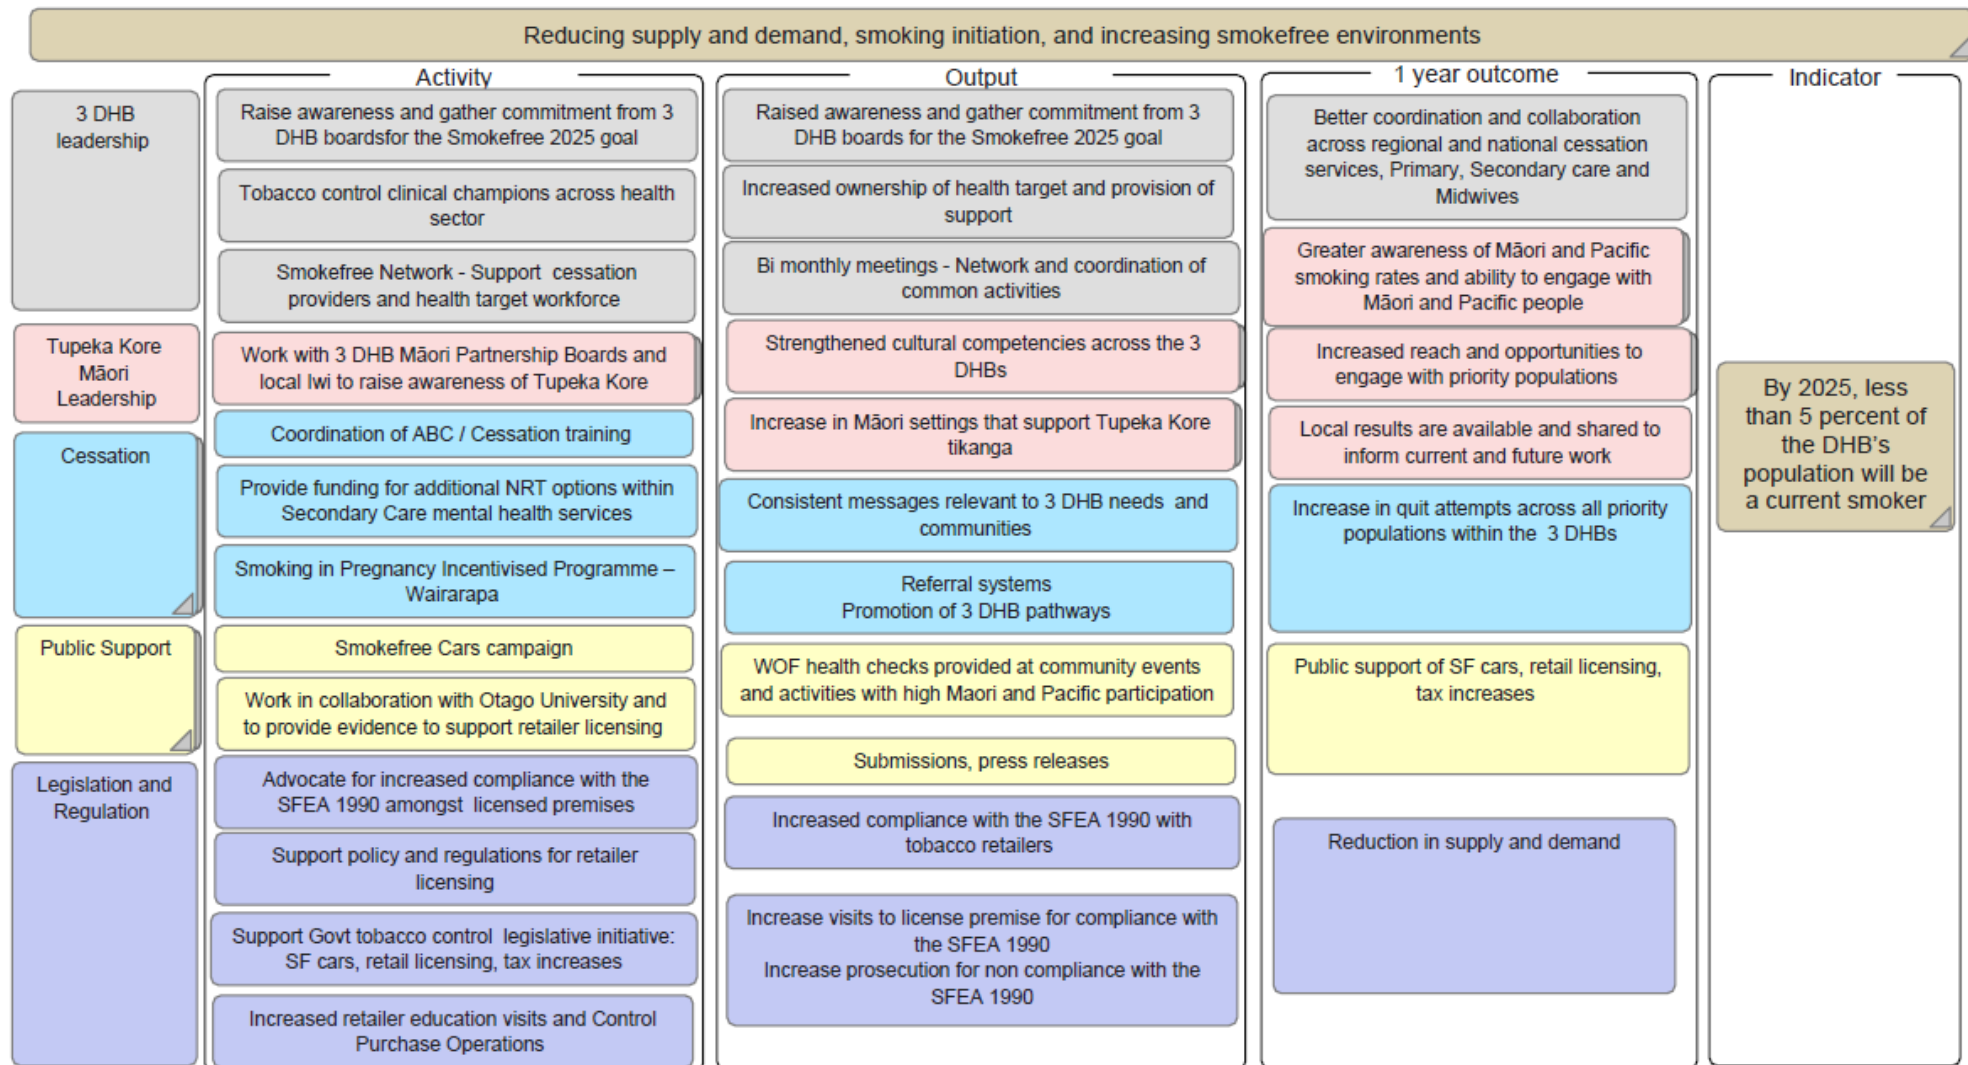 Reducing supply and demand, smoking initiation, and increasing smokefree environments
Activity
Output
1 year outcome
Indicator
3 DHB
leadership
Tupeka Kore
Māori
Leadership
Cessation
Public Support
Legislation and
Regulation
Raise awareness and gather commitment from 3
DHB boardsfor the Smokefree 2025 goal
Tobacco control clinical champions across health
sector
Smokefree Network - Support cessation
providers and health target workforce
Work with 3 DHB Māori Partnership Boards and
local Iwi to raise awareness of Tupeka Kore
Coordination of ABC / Cessation training
Provide funding for additional NRT options within
Secondary Care mental health services
Smoking in Pregnancy Incentivised Programme –
Wairarapa
Smokefree Cars campaign
Work in collaboration with Otago University and
to provide evidence to support retailer licensing
Advocate for increased compliance with the
SFEA 1990 amongst licensed premises
Support policy and regulations for retailer
licensing
Support Govt tobacco control legislative initiative:
SF cars, retail licensing, tax increases
Increased retailer education visits and Control
Purchase Operations
Raised awareness and gather commitment from 3
DHB boards for the Smokefree 2025 goal
Increased ownership of health target and provision of
support
Bi monthly meetings - Network and coordination of
common activities
Strengthened cultural competencies across the 3
DHBs
Increase in Māori settings that support Tupeka Kore
tikanga
Consistent messages relevant to 3 DHB needs and
communities
Referral systems
Promotion of 3 DHB pathways
WOF health checks provided at community events
and activities with high Maori and Pacific participation
Submissions, press releases
Increased compliance with the SFEA 1990 with
tobacco retailers
Increase visits to license premise for compliance with
the SFEA 1990
Increase prosecution for non compliance with the
SFEA 1990
Better coordination and collaboration
across regional and national cessation
services, Primary, Secondary care and
Midwives
Greater awareness of Māori and Pacific
smoking rates and ability to engage with
Māori and Pacific people
Increased reach and opportunities to
engage with priority populations
Local results are available and shared to
inform current and future work
Increase in quit attempts across all priority
populations within the 3 DHBs
Public support of SF cars, retail licensing,
tax increases
Reduction in supply and demand
By 2025, less
than 5 percent of
the DHB's
population will be
a current smoker